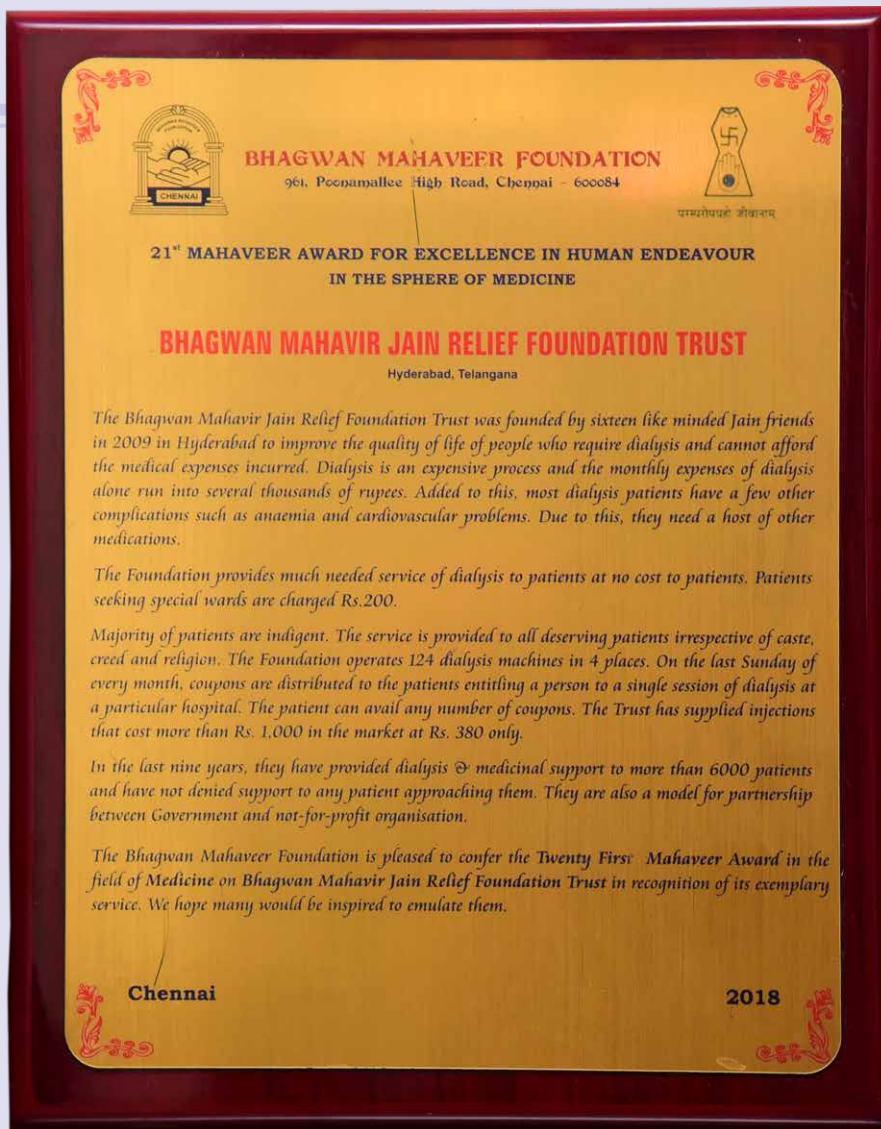 BHAGWAN MAHAVEER FOUNDATION
961, Poonamallee High Road, Chennai - 600084
CHENNAI
परस्परोपग्रहो जीवानाम्
21st MAHAVEER AWARD FOR EXCELLENCE IN HUMAN ENDEAVOUR
IN THE SPHERE OF MEDICINE
BHAGWAN MAHAVIR JAIN RELIEF FOUNDATION TRUST
Hyderabad, Telangana
The Bhagwan Mahavir Jain Relief Foundation Trust was founded by sixteen like minded Jain friends
in 2009 in Hyderabad to improve the quality of life of people who require dialysis and cannot afford
the medical expenses incurred. Dialysis is an expensive process and the monthly expenses of dialysis
alone run into several thousands of rupees. Added to this, most dialysis patients have a few other
complications such as anaemia and cardiovascular problems. Due to this, they need a host of other
medications.
The Foundation provides much needed service of dialysis to patients at no cost to patients. Patients
seeking special wards are charged Rs.200.
Majority of patients are indigent. The service is provided to all deserving patients irrespective of caste,
creed and religion. The Foundation operates 124 dialysis machines in 4 places. On the last Sunday of
every month, coupons are distributed to the patients entitling a person to a single session of dialysis at
a particular hospital. The patient can avail any number of coupons. The Trust has supplied injections
that cost more than Rs. 1,000 in the market at Rs. 380 only.
In the last nine years, they have provided dialysis & medicinal support to more than 6000 patients
and have not denied support to any patient approaching them. They are also a model for partnership
between Government and not-for-profit organisation.
The Bhagwan Mahaveer Foundation is pleased to confer the Twenty First Mahaveer Award in the
field of Medicine on Bhagwan Mahavir Jain Relief Foundation Trust in recognition of its exemplary
service. We hope many would be inspired to emulate them.
Chennai
2018